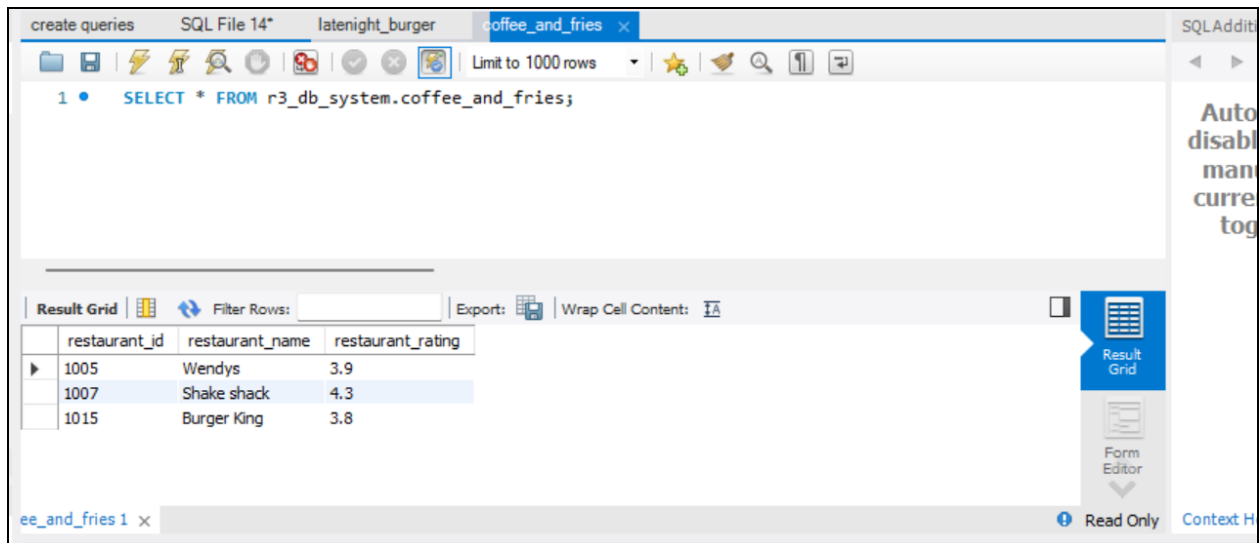 create queries SQL File 14* latenight_burger coffee_and_fries
SQLAdditi
Limit to 1000 rows
1 SELECT * FROM r3_db_system.coffee_and_fries;
Auto
disabl
manu
curre
tog
Result Grid Filter Rows: Export: Wrap Cell Content:
restaurant_id restaurant_name restaurant_rating
1005 Wendys 3.9
1007 Shake shack 4.3
1015 Burger King 3.8
Result
Grid
Form
Editor
ee_and_fries 1 Read Only Context H